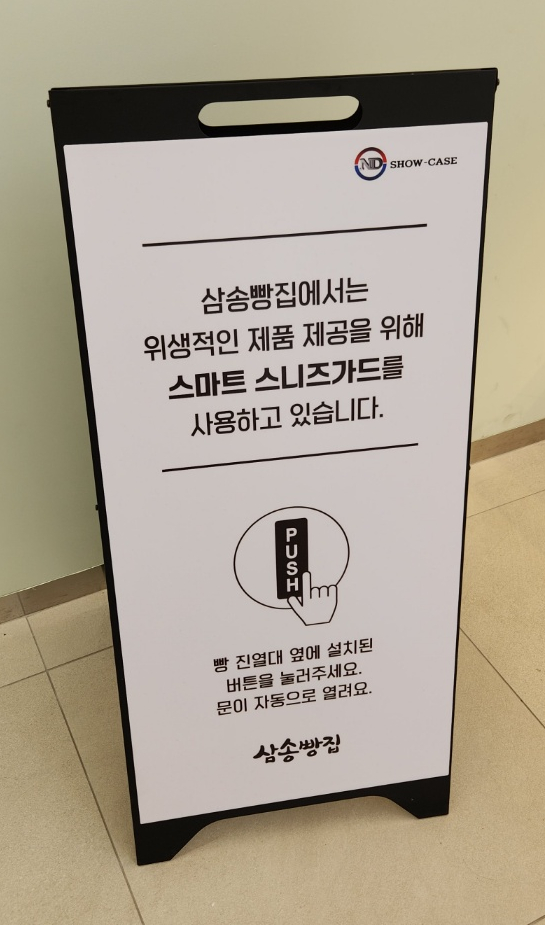 ND SHOW-CASE
삼송빵집에서는
위생적인 제품 제공을 위해
스마트 스니즈가드를
사용하고 있습니다.
PUSH
빵 진열대 옆에 설치된
버튼을 눌러주세요.
문이 자동으로 열려요.
삼송빵집